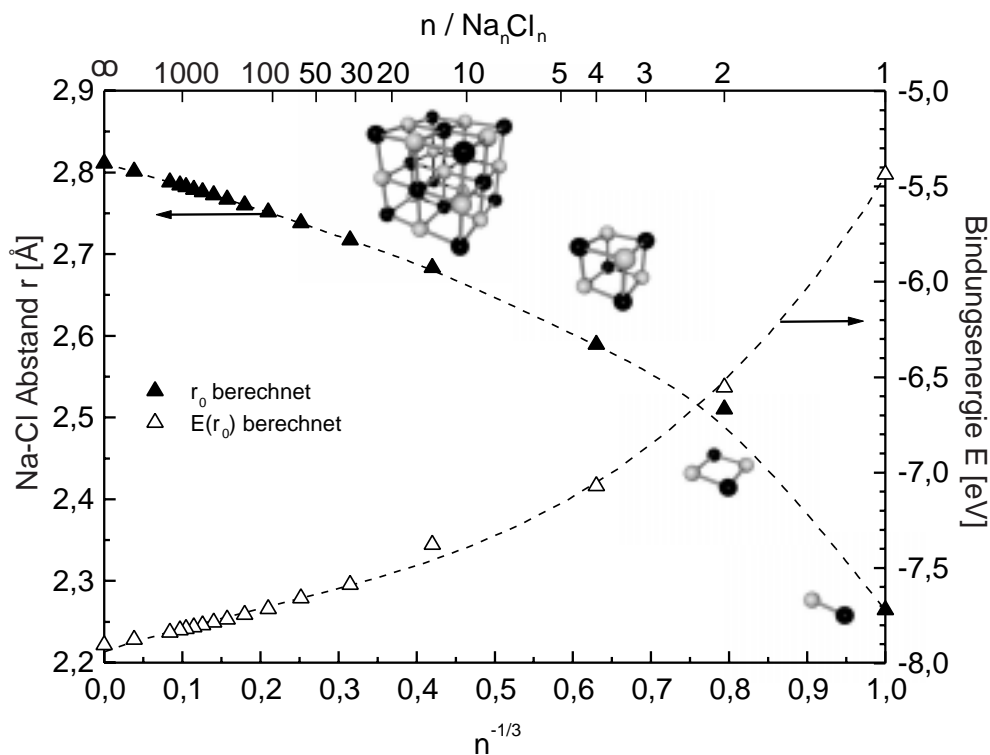 n / NaₙClₙ
∞ 1000 100 50 30 20 10 5 4 3 2 1
2,9
2,8
2,7
2,6
2,5
2,4
2,3
2,2
Na-Cl Abstand r [Å]
r₀ berechnet
E(r₀) berechnet
-5,0
-5,5
-6,0
-6,5
-7,0
-7,5
-8,0
Bindungsenergie E [eV]
0,0 0,1 0,2 0,3 0,4 0,5 0,6 0,7 0,8 0,9 1,0
n⁻¹/³